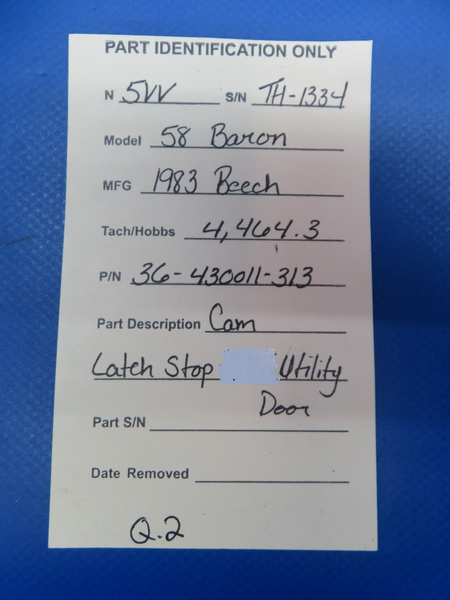 PART IDENTIFICATION ONLY
N 5VV S/N TH-1334
Model 58 Baron
MFG 1983 Beech
Tach/Hobbs 4,464.3
P/N 36-430011-313
Part Description Cam
Latch Stop Utility
Door
Part S/N
Date Removed
Q.2